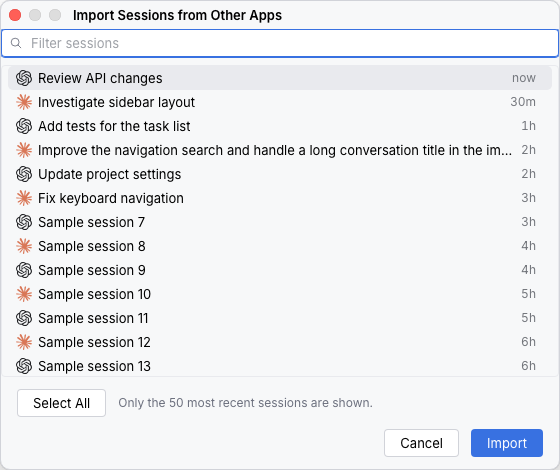 Import Sessions from Other Apps
Filter sessions
Review API changes now
Investigate sidebar layout 30m
Add tests for the task list 1h
Improve the navigation search and handle a long conversation title in the im... 2h
Update project settings 2h
Fix keyboard navigation 3h
Sample session 7 3h
Sample session 8 4h
Sample session 9 4h
Sample session 10 5h
Sample session 11 5h
Sample session 12 6h
Sample session 13 6h
Select All Only the 50 most recent sessions are shown.
Cancel Import